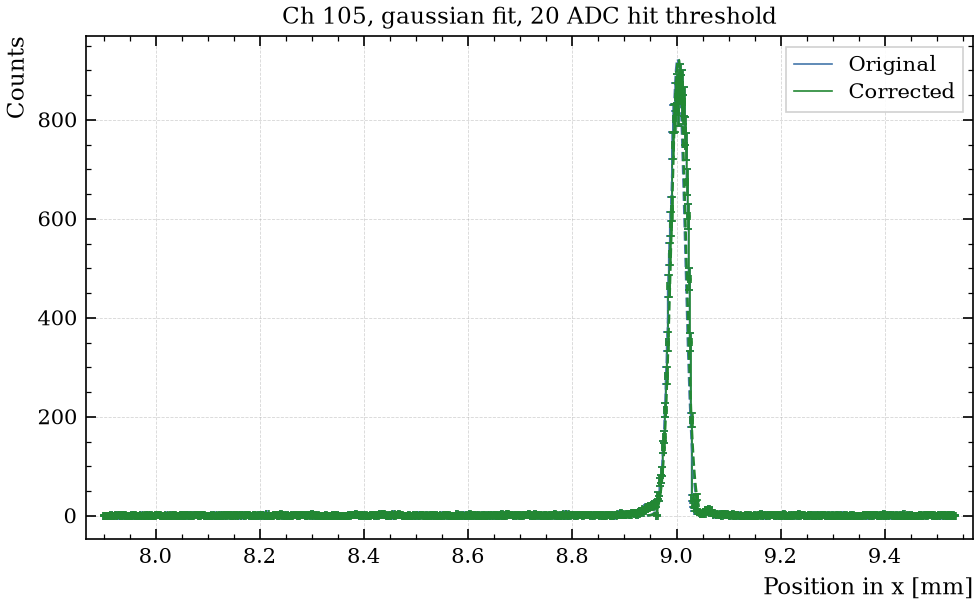 Ch 105, gaussian fit, 20 ADC hit threshold
Counts
Original
Corrected
800
600
400
200
0
8.0 8.2 8.4 8.6 8.8 9.0 9.2 9.4
Position in x [mm]